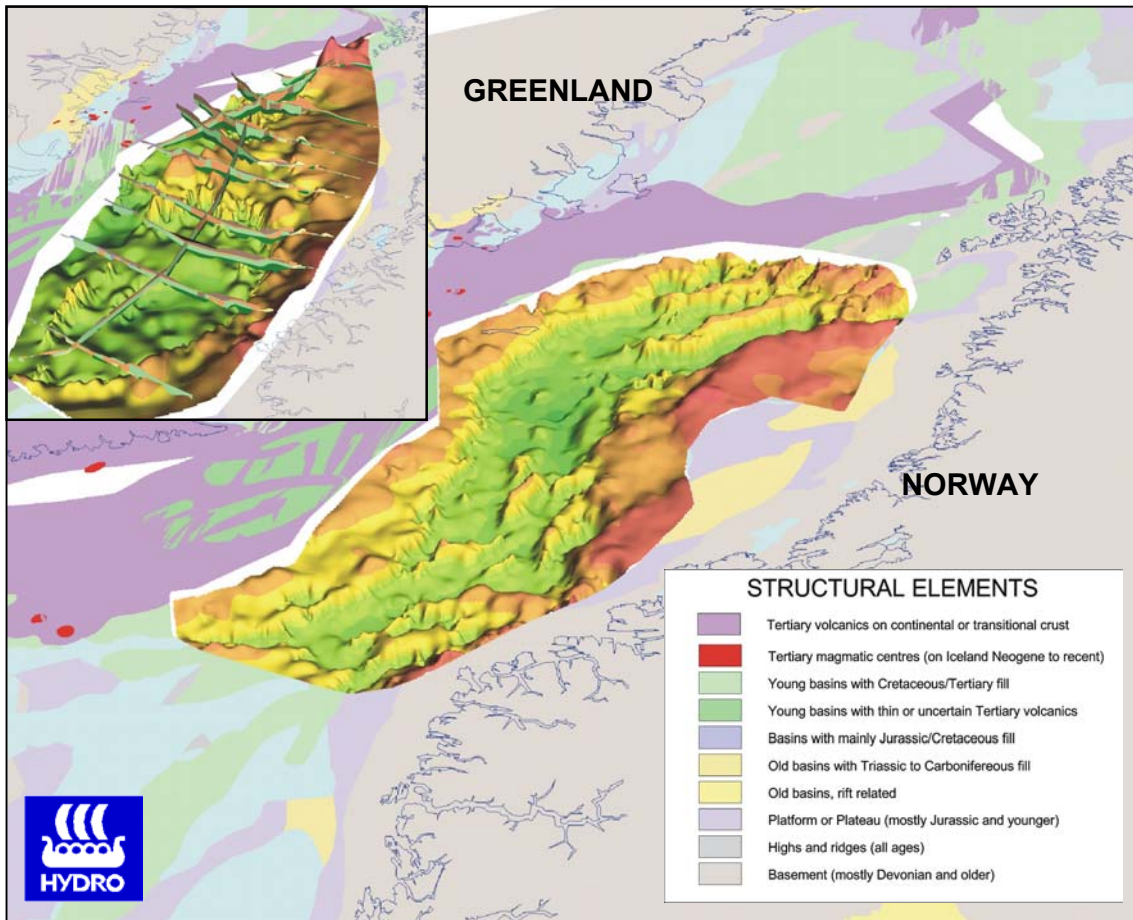 GREENLAND
NORWAY
STRUCTURAL ELEMENTS
Tertiary volcanics on continental or transitional crust
Tertiary magmatic centres (on Iceland Neogene to recent)
Young basins with Cretaceous/Tertiary fill
Young basins with thin or uncertain Tertiary volcanics
Basins with mainly Jurassic/Cretaceous fill
Old basins with Triassic to Carbonifereous fill
Old basins, rift related
Platform or Plateau (mostly Jurassic and younger)
Highs and ridges (all ages)
Basement (mostly Devonian and older)
HYDRO